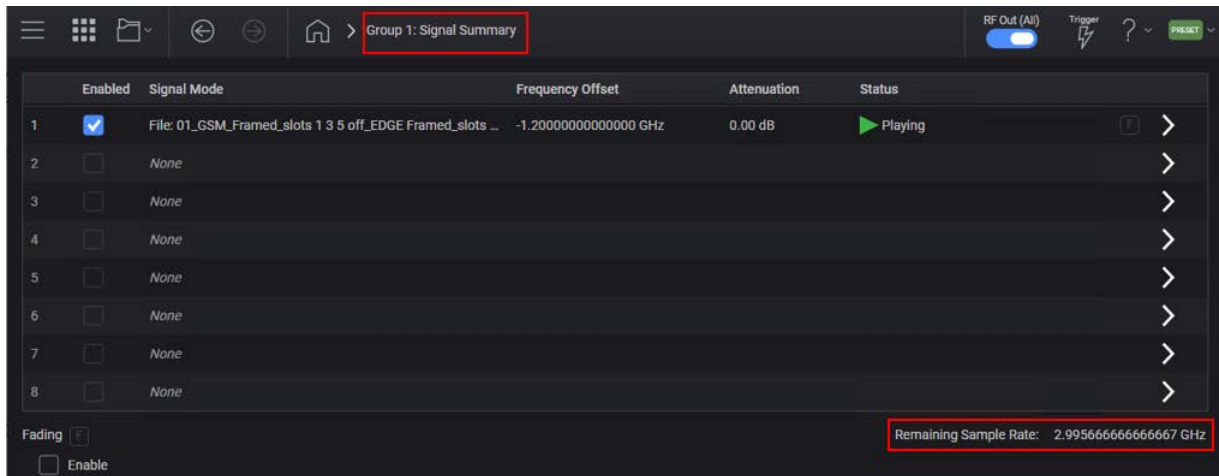 Group 1: Signal Summary
RF Out (All)
Trigger
PRESET
Enabled Signal Mode Frequency Offset Attenuation Status
1 File: 01_GSM_Framed_slots 1 3 5 off_EDGE Framed_slots ... -1.20000000000000 GHz 0.00 dB Playing F
2 None
3 None
4 None
5 None
6 None
7 None
8 None
Fading F
Remaining Sample Rate: 2.995666666666667 GHz
Enable